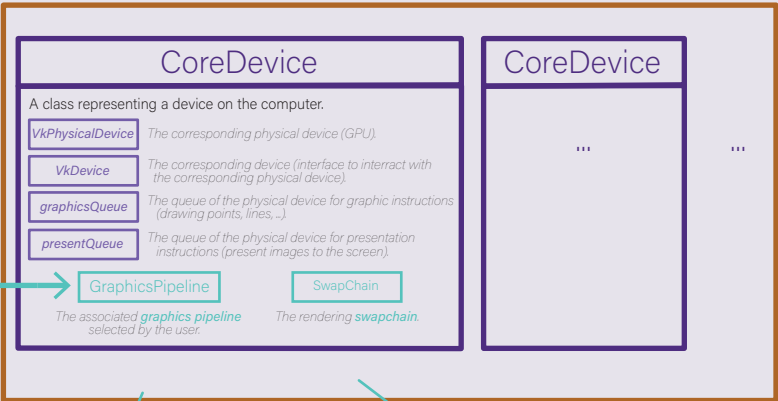 CoreDevice
A class representing a device on the computer.
VkPhysicalDevice
The corresponding physical device (GPU).
VkDevice
The corresponding device (interface to interract with
the corresponding physical device).
graphicsQueue
The queue of the physical device for graphic instructions
(drawing points, lines, ...).
presentQueue
The queue of the physical device for presentation
instructions (present images to the screen).
GraphicsPipeline
SwapChain
The associated graphics pipeline
selected by the user.
The rendering swapchain.
CoreDevice
...
...